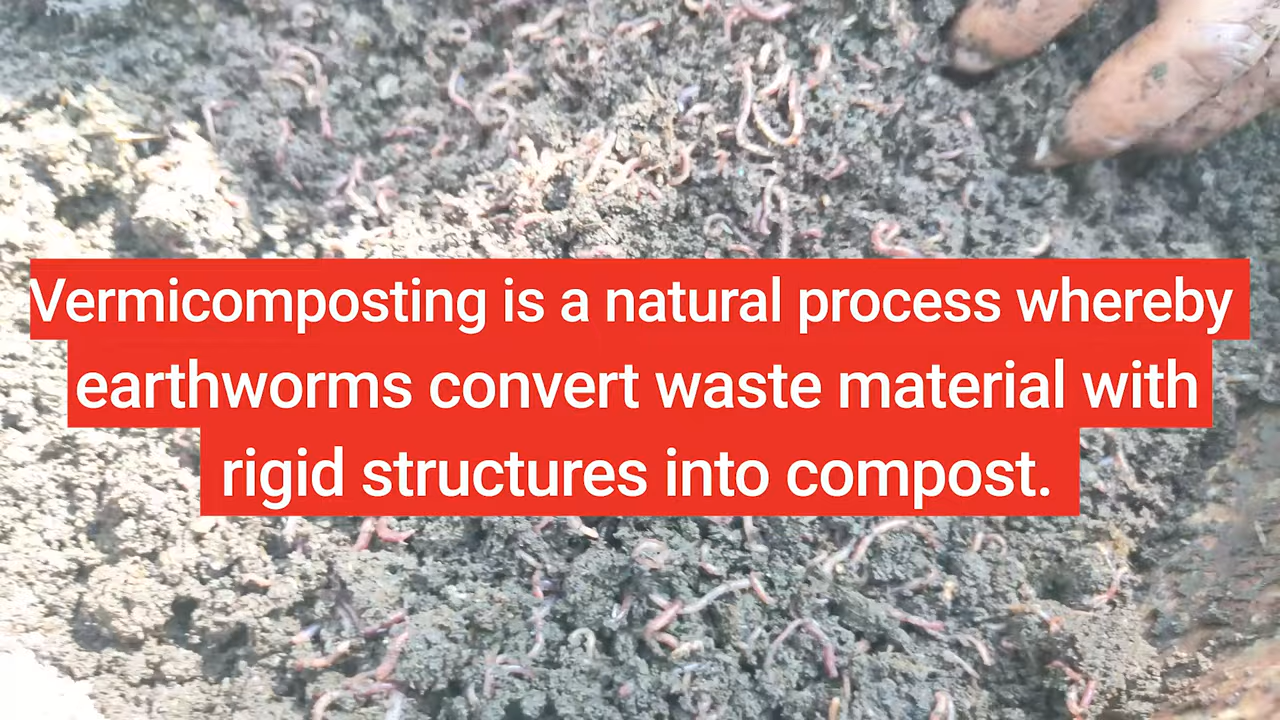 Vermicomposting is a natural process whereby
earthworms convert waste material with
rigid structures into compost.